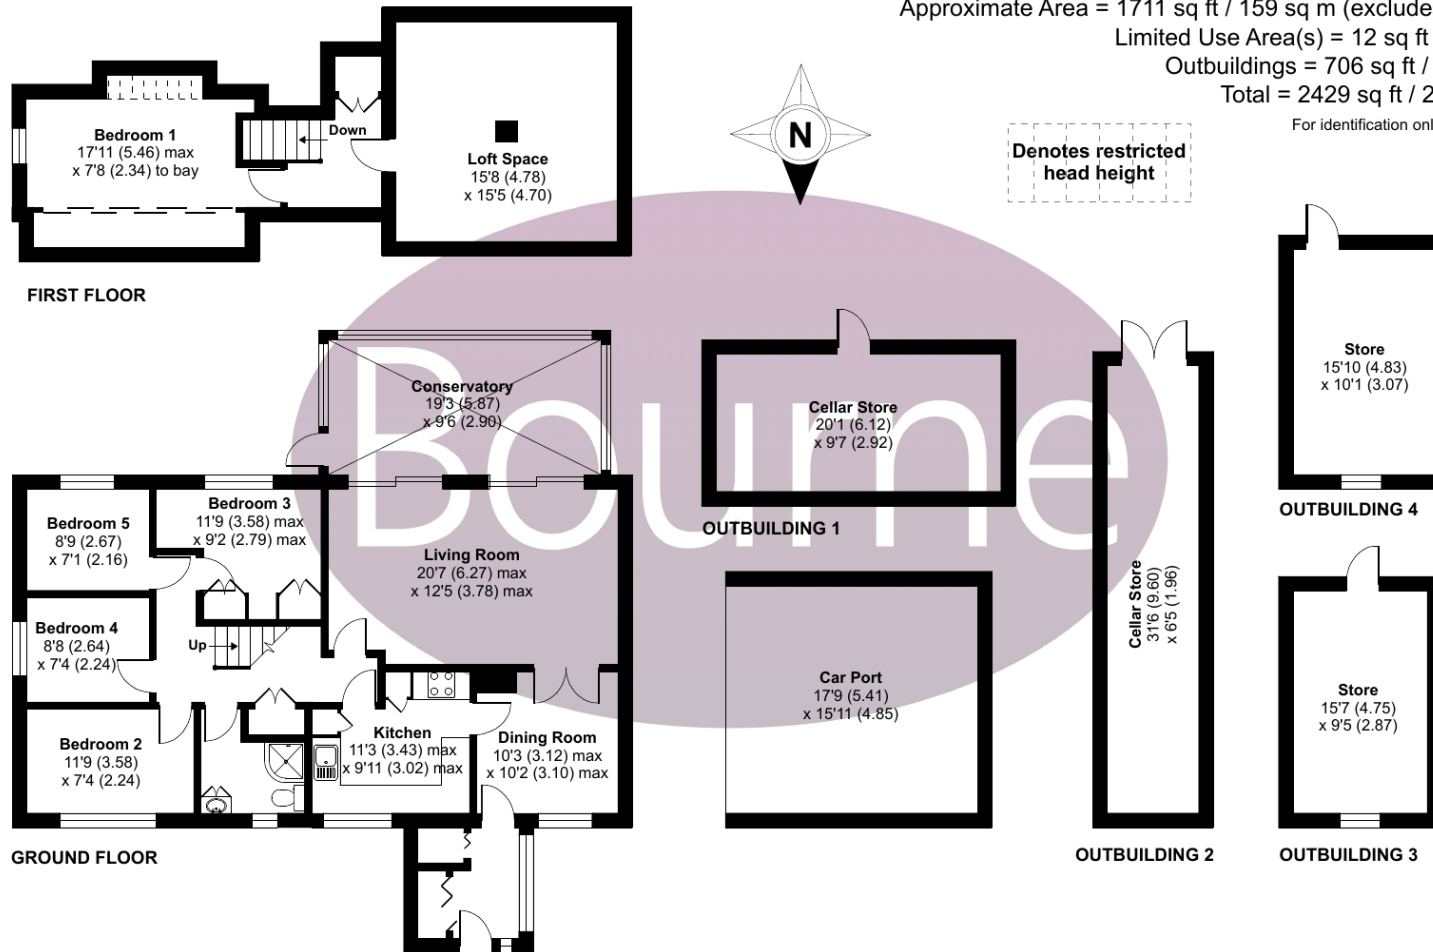 Approximate Area = 1711 sq ft / 159 sq m (exclude
Limited Use Area(s) = 12 sq ft
Outbuildings = 706 sq ft /
Total = 2429 sq ft / 2
For identification onl
N
Denotes restricted
head height
Bedroom 1
17'11 (5.46) max
x 7'8 (2.34) to bay
Down
Loft Space
15'8 (4.78)
x 15'5 (4.70)
FIRST FLOOR
Bourne
Conservatory
19'3 (5.87)
x 9'6 (2.90)
Bedroom 5
8'9 (2.67)
x 7'1 (2.16)
Bedroom 3
11'9 (3.58) max
x 9'2 (2.79) max
Living Room
20'7 (6.27) max
x 12'5 (3.78) max
Bedroom 4
8'8 (2.64)
x 7'4 (2.24)
Up
Bedroom 2
11'9 (3.58)
x 7'4 (2.24)
Kitchen
11'3 (3.43) max
x 9'11 (3.02) max
Dining Room
10'3 (3.12) max
x 10'2 (3.10) max
GROUND FLOOR
Cellar Store
20'1 (6.12)
x 9'7 (2.92)
OUTBUILDING 1
Car Port
17'9 (5.41)
x 15'11 (4.85)
Cellar Store
31'6 (9.60)
x 6'5 (1.96)
OUTBUILDING 2
Store
15'10 (4.83)
x 10'1 (3.07)
OUTBUILDING 4
Store
15'7 (4.75)
x 9'5 (2.87)
OUTBUILDING 3